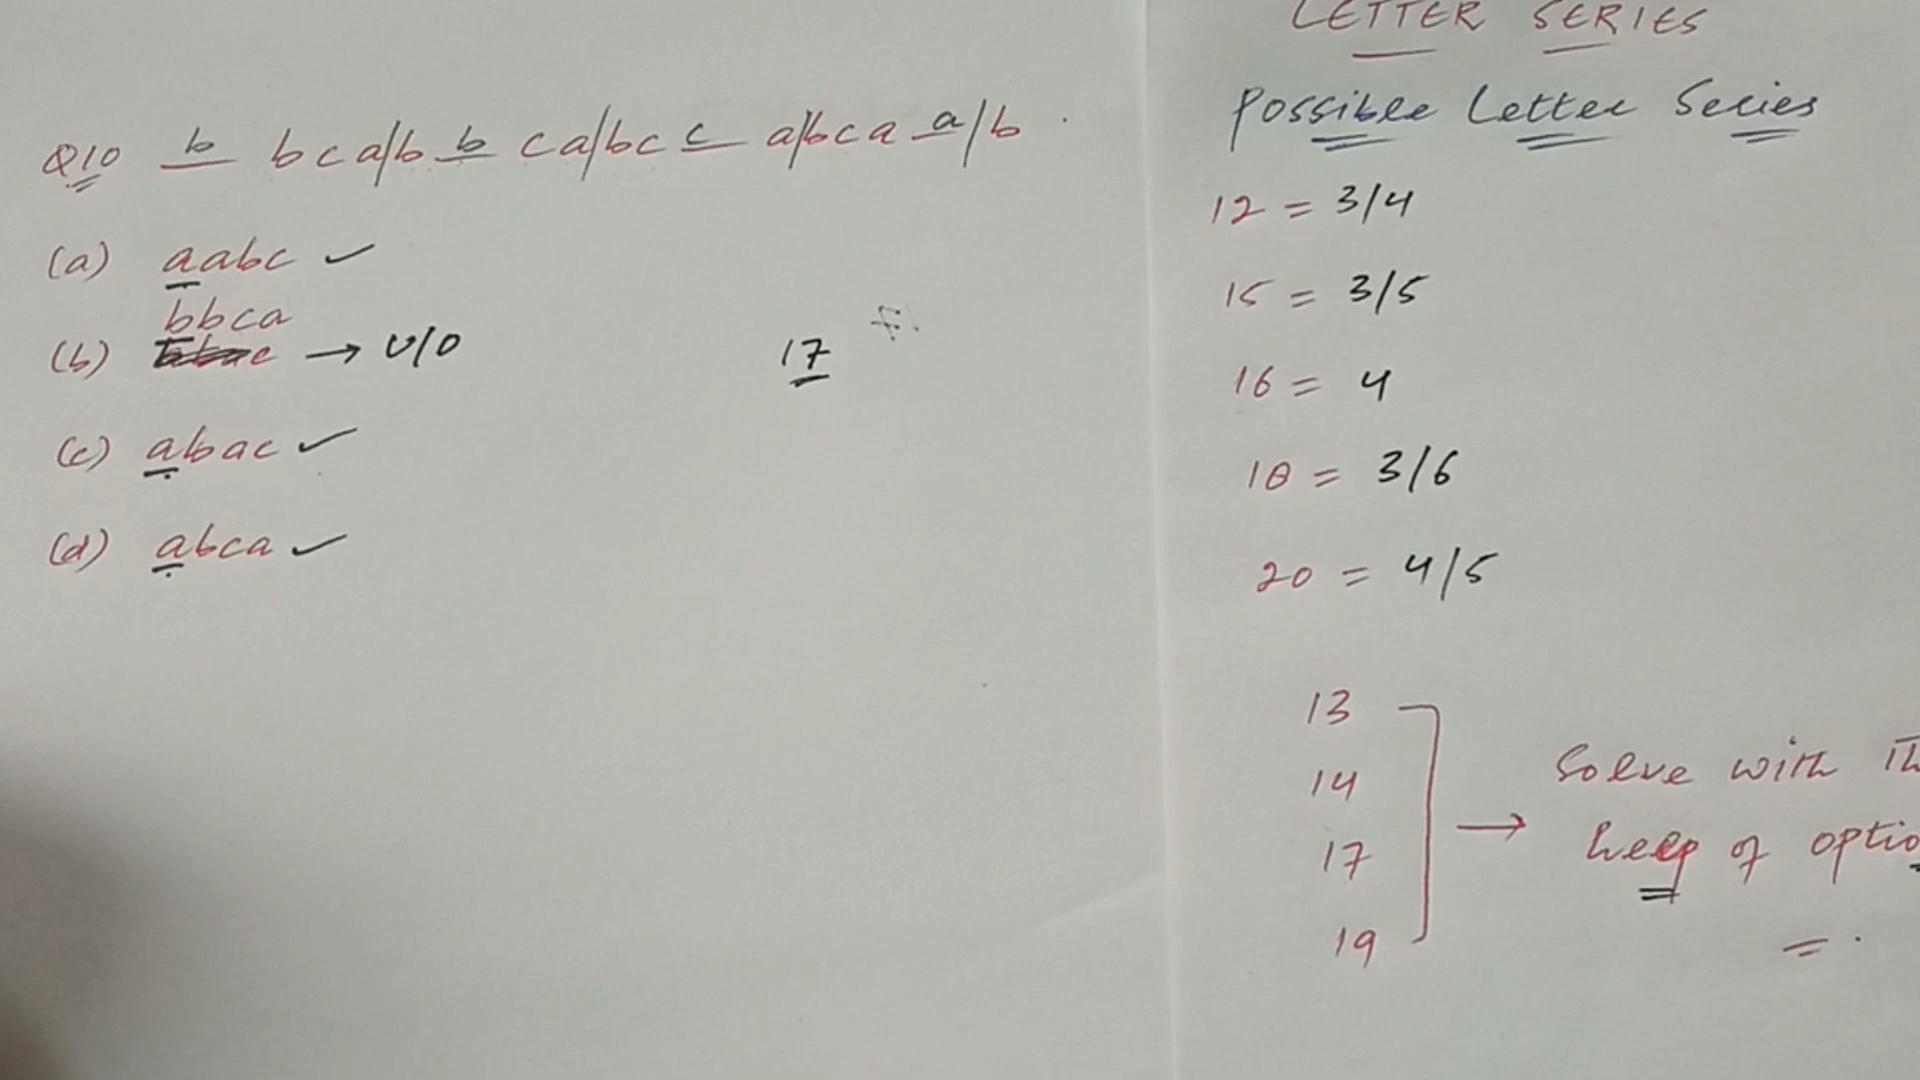 Q10 b bca/b b ca/bc c a/bca a/b.
(a) aabc ✓
bbca
(b) → U/O
17
(c) abac ✓
(d) abca ✓
LETTER SERIES
Possible Letter Series
12 = 3/4
15 = 3/5
16 = 4
18 = 3/6
20 = 4/5
13
14
17
19
→ Solve with
help of